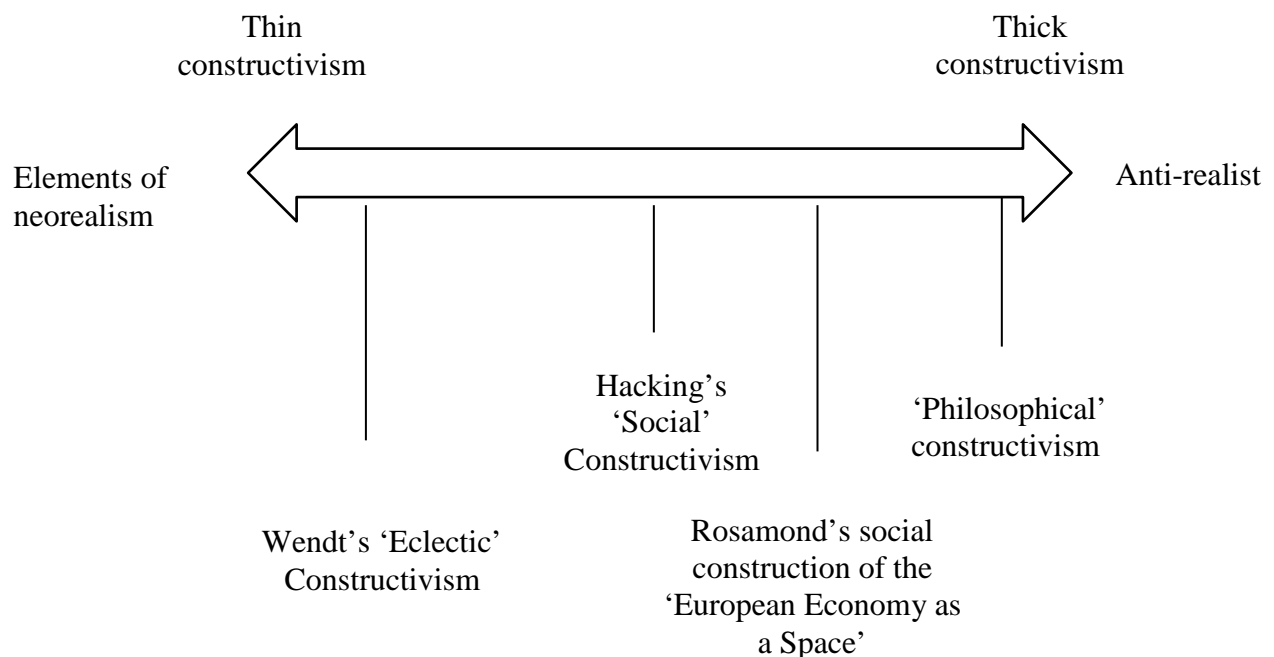 Thin
constructivism
Thick
constructivism
Elements of
neorealism
Anti-realist
Hacking’s
‘Social’
Constructivism
‘Philosophical’
constructivism
Wendt’s ‘Eclectic’
Constructivism
Rosamond’s social
construction of the
‘European Economy as
a Space’